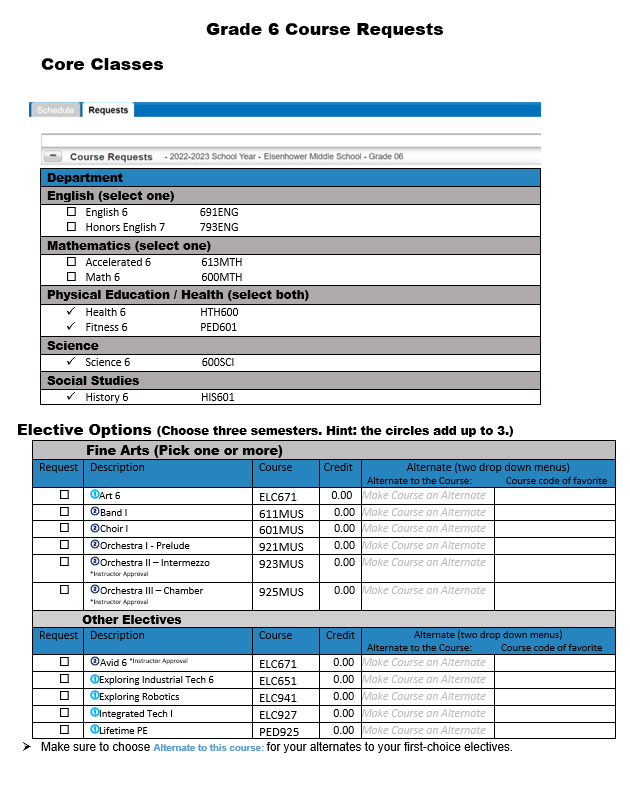 Grade 6 Course Requests
Core Classes
Schedule Requests
Course Requests - 2022-2023 School Year - Eisenhower Middle School - Grade 06
Department
English (select one)
☐ English 6 691ENG
☐ Honors English 7 793ENG
Mathematics (select one)
☐ Accelerated 6 613MTH
☐ Math 6 600MTH
Physical Education / Health (select both)
✓ Health 6 HTH600
✓ Fitness 6 PED601
Science
✓ Science 6 600SCI
Social Studies
✓ History 6 HIS601
Elective Options (Choose three semesters. Hint: the circles add up to 3.)
Fine Arts (Pick one or more)
Request Description Course Credit Alternate (two drop down menus)
Alternate to the Course: Course code of favorite
☐ ①Art 6 ELC671 0.00 Make Course an Alternate
☐ ②Band I 611MUS 0.00 Make Course an Alternate
☐ ②Choir I 601MUS 0.00 Make Course an Alternate
☐ ②Orchestra I - Prelude 921MUS 0.00 Make Course an Alternate
☐ ②Orchestra II – Intermezzo 923MUS 0.00 Make Course an Alternate
*Instructor Approval
☐ ②Orchestra III – Chamber 925MUS 0.00 Make Course an Alternate
*Instructor Approval
Other Electives
Request Description Course Credit Alternate (two drop down menus)
Alternate to the Course: Course code of favorite
☐ ②Avid 6 *Instructor Approval ELC671 0.00 Make Course an Alternate
☐ ①Exploring Industrial Tech 6 ELC651 0.00 Make Course an Alternate
☐ ①Exploring Robotics ELC941 0.00 Make Course an Alternate
☐ ①Integrated Tech I ELC927 0.00 Make Course an Alternate
☐ ①Lifetime PE PED925 0.00 Make Course an Alternate
➢ Make sure to choose Alternate to this course: for your alternates to your first-choice electives.